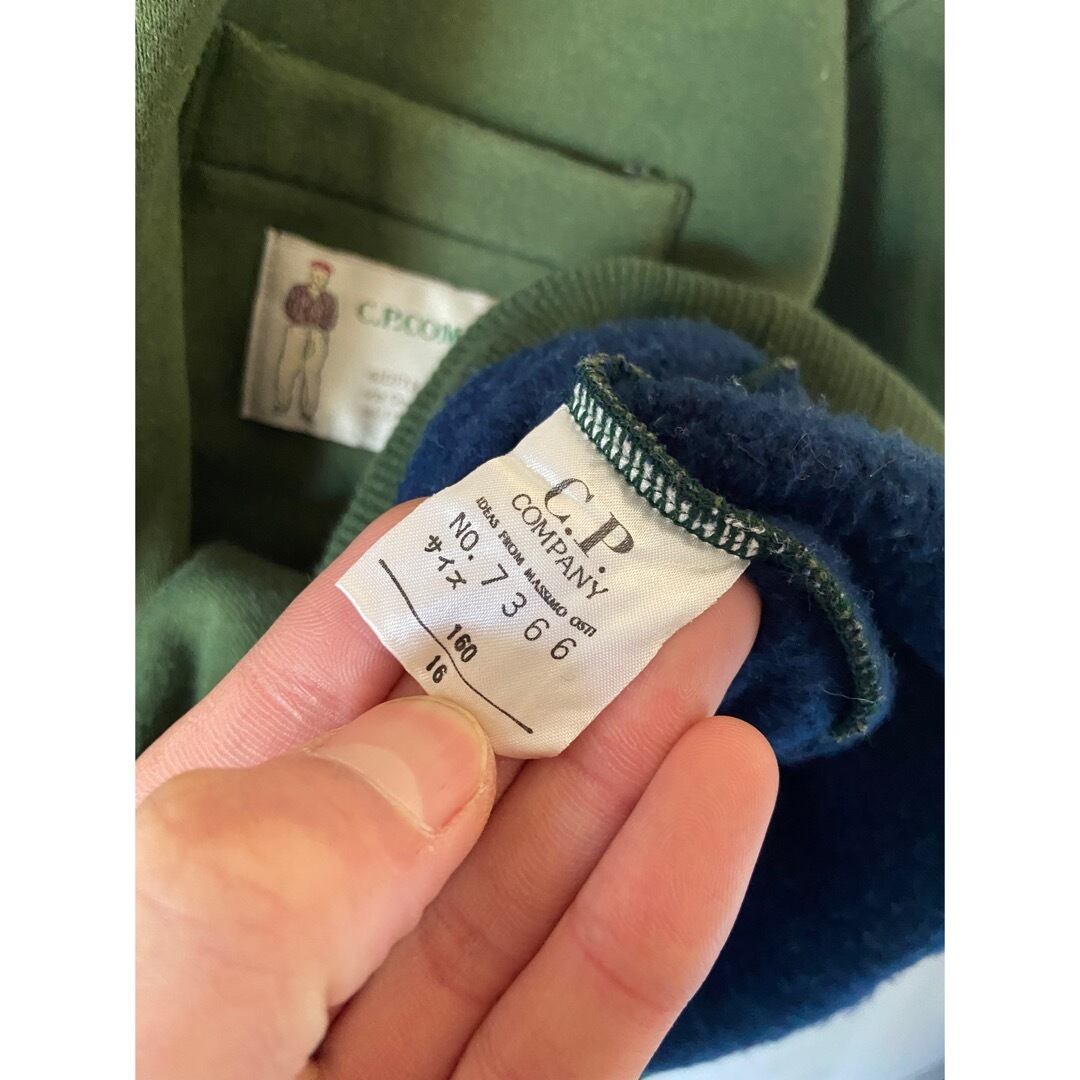 C.P.COM
C.P.
COMPANY
IDEAS FROM MASSIMO OSTI
NO. 7366
サイズ
160
16